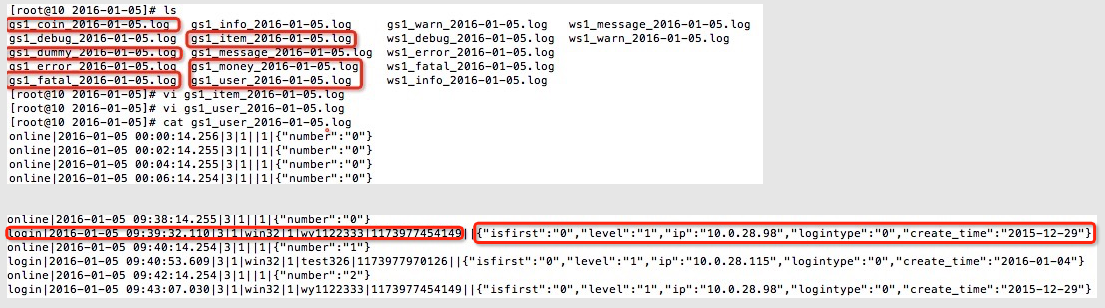 [root@10 2016-01-05]# ls
gs1_coin_2016-01-05.log gs1_info_2016-01-05.log gs1_warn_2016-01-05.log ws1_message_2016-01-05.log
gs1_debug_2016-01-05.log gs1_item_2016-01-05.log ws1_debug_2016-01-05.log ws1_warn_2016-01-05.log
gs1_dummy_2016-01-05.log gs1_message_2016-01-05.log ws1_error_2016-01-05.log
gs1_error_2016-01-05.log gs1_money_2016-01-05.log ws1_fatal_2016-01-05.log
gs1_fatal_2016-01-05.log gs1_user_2016-01-05.log ws1_info_2016-01-05.log
[root@10 2016-01-05]# vi gs1_item_2016-01-05.log
[root@10 2016-01-05]# vi gs1_user_2016-01-05.log
[root@10 2016-01-05]# cat gs1_user_2016-01-05.log
online|2016-01-05 00:00:14.256|3|1||1|{"number":"0"}
online|2016-01-05 00:02:14.255|3|1||1|{"number":"0"}
online|2016-01-05 00:04:14.255|3|1||1|{"number":"0"}
online|2016-01-05 00:06:14.254|3|1||1|{"number":"0"}
online|2016-01-05 09:38:14.255|3|1||1|{"number":"0"}
login|2016-01-05 09:39:32.110|3|1|win32|1|wy1122333|1173977454149||{"isfirst":"0","level":"1","ip":"10.0.28.98","logintype":"0","create_time":"2015-12-29"}
online|2016-01-05 09:40:14.254|3|1||1|{"number":"1"}
login|2016-01-05 09:40:53.609|3|1|win32|1|test326|1173977970126||{"isfirst":"0","level":"1","ip":"10.0.28.115","logintype":"0","create_time":"2016-01-04"}
online|2016-01-05 09:42:14.254|3|1||1|{"number":"2"}
login|2016-01-05 09:43:07.030|3|1|win32|1|wy1122333|1173977454149||{"isfirst":"0","level":"1","ip":"10.0.28.98","logintype":"0","create_time":"2015-12-29"}